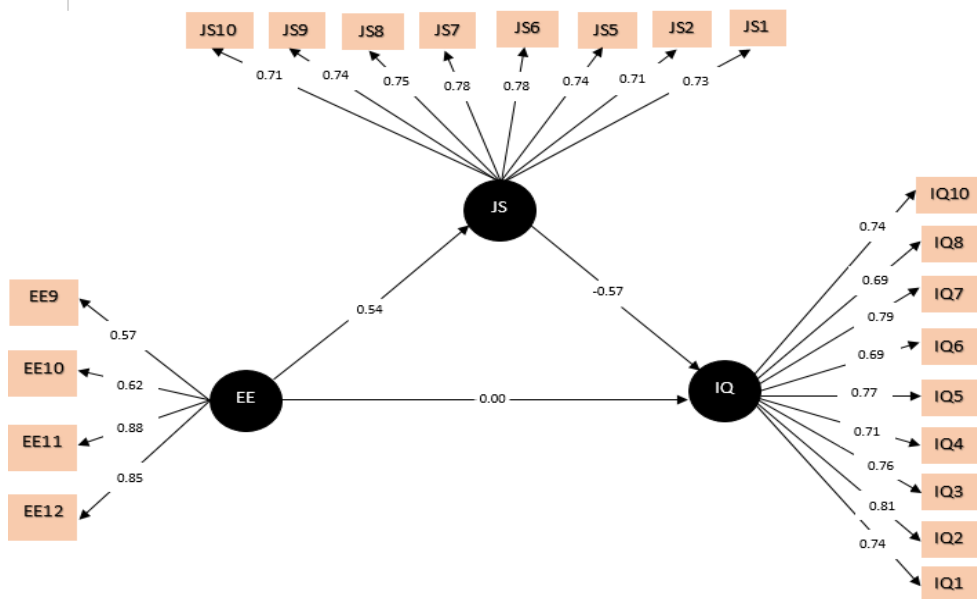 JS10 JS9 JS8 JS7 JS6 JS5 JS2 JS1
0.71 0.74 0.75 0.78 0.78 0.74 0.71 0.73
JS
IQ10
0.74
IQ8
0.69
EE9
IQ7
0.54
-0.57
0.79
0.57
IQ6
0.69
EE10
0.62
EE
0.00
IQ
0.77
IQ5
0.88
0.71
EE11
IQ4
0.76
0.85
IQ3
EE12
0.81
IQ2
0.74
IQ1